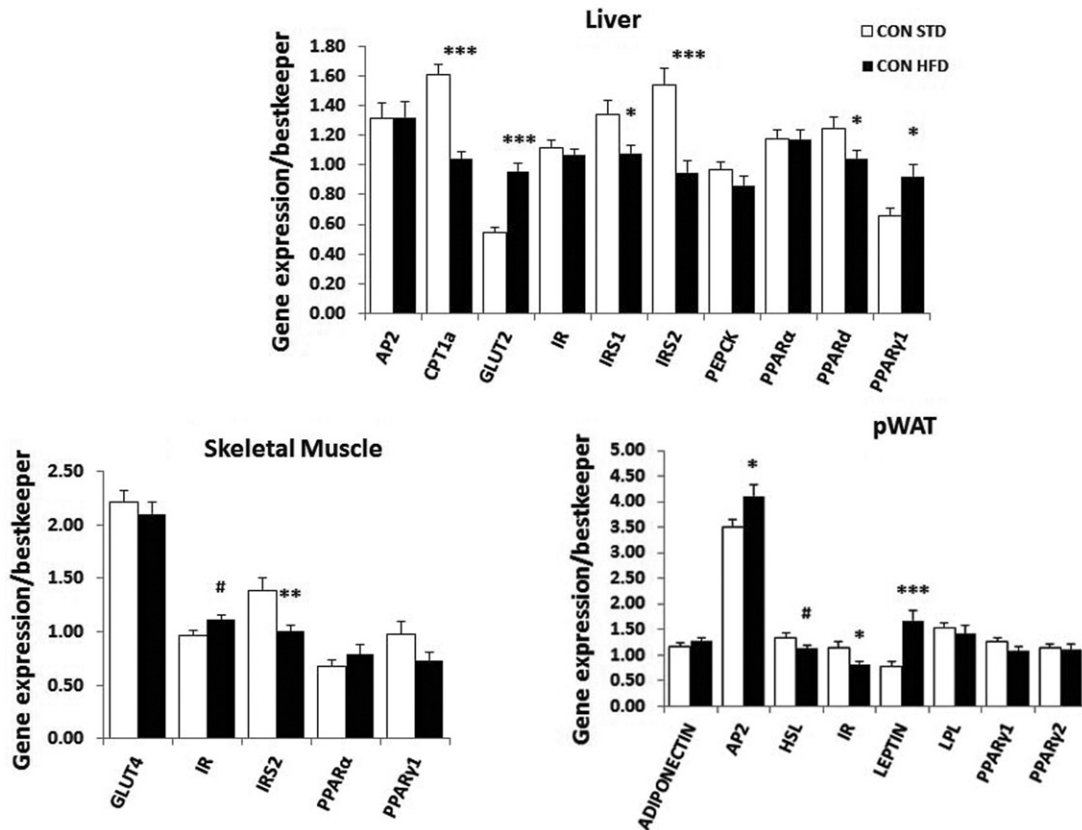 Liver
CON STD
CON HFD
Gene expression/bestkeeper
1.80
1.60
1.40
1.20
1.00
0.80
0.60
0.40
0.20
0.00
***
***
*
***
*
*
AP2
CPT1a
GLUT2
IR
IRS1
IRS2
PEPCK
PPARα
PPARd
PPARγ1
Skeletal Muscle
Gene expression/bestkeeper
2.50
2.00
1.50
1.00
0.50
0.00
#
**
GLUT4
IR
IRS2
PPARα
PPARγ1
pWAT
Gene expression/bestkeeper
5.00
4.50
4.00
3.50
3.00
2.50
2.00
1.50
1.00
0.50
0.00
*
#
*
***
ADIPONECTIN
AP2
HSL
IR
LEPTIN
LPL
PPARγ1
PPARγ2